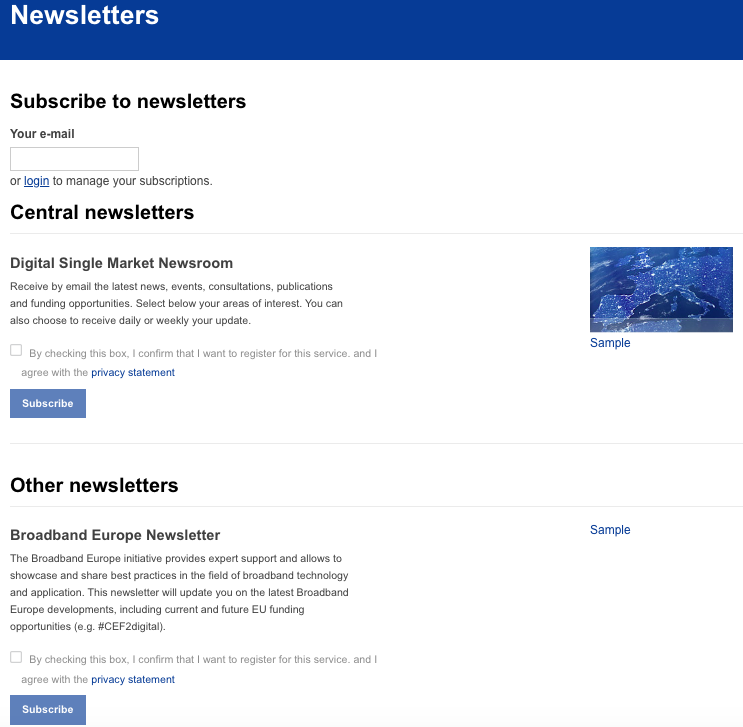 Newsletters
Subscribe to newsletters
Your e-mail
or login to manage your subscriptions.
Central newsletters
Digital Single Market Newsroom
Receive by email the latest news, events, consultations, publications
and funding opportunities. Select below your areas of interest. You can
also choose to receive daily or weekly your update.
Sample
By checking this box, I confirm that I want to register for this service. and I
agree with the privacy statement
Subscribe
Other newsletters
Broadband Europe Newsletter
Sample
The Broadband Europe initiative provides expert support and allows to
showcase and share best practices in the field of broadband technology
and application. This newsletter will update you on the latest Broadband
Europe developments, including current and future EU funding
opportunities (e.g. #CEF2digital).
By checking this box, I confirm that I want to register for this service. and I
agree with the privacy statement
Subscribe